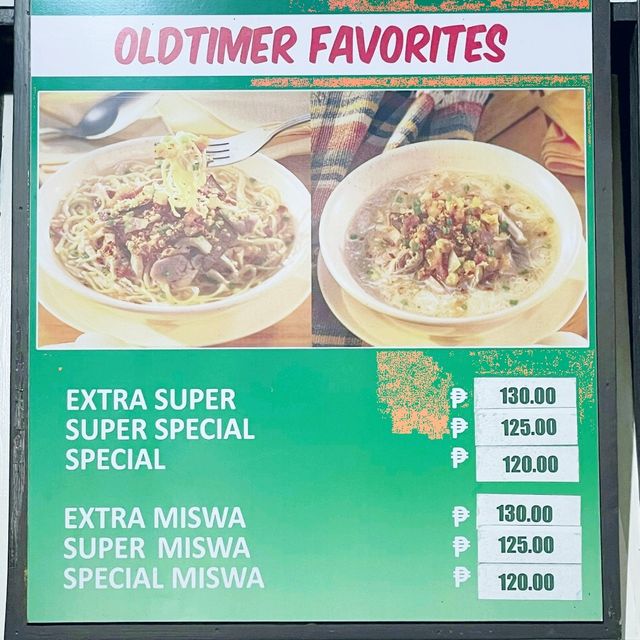 OLDTIMER FAVORITES
EXTRA SUPER ₱ 130.00
SUPER SPECIAL ₱ 125.00
SPECIAL ₱ 120.00
EXTRA MISWA ₱ 130.00
SUPER MISWA ₱ 125.00
SPECIAL MISWA ₱ 120.00